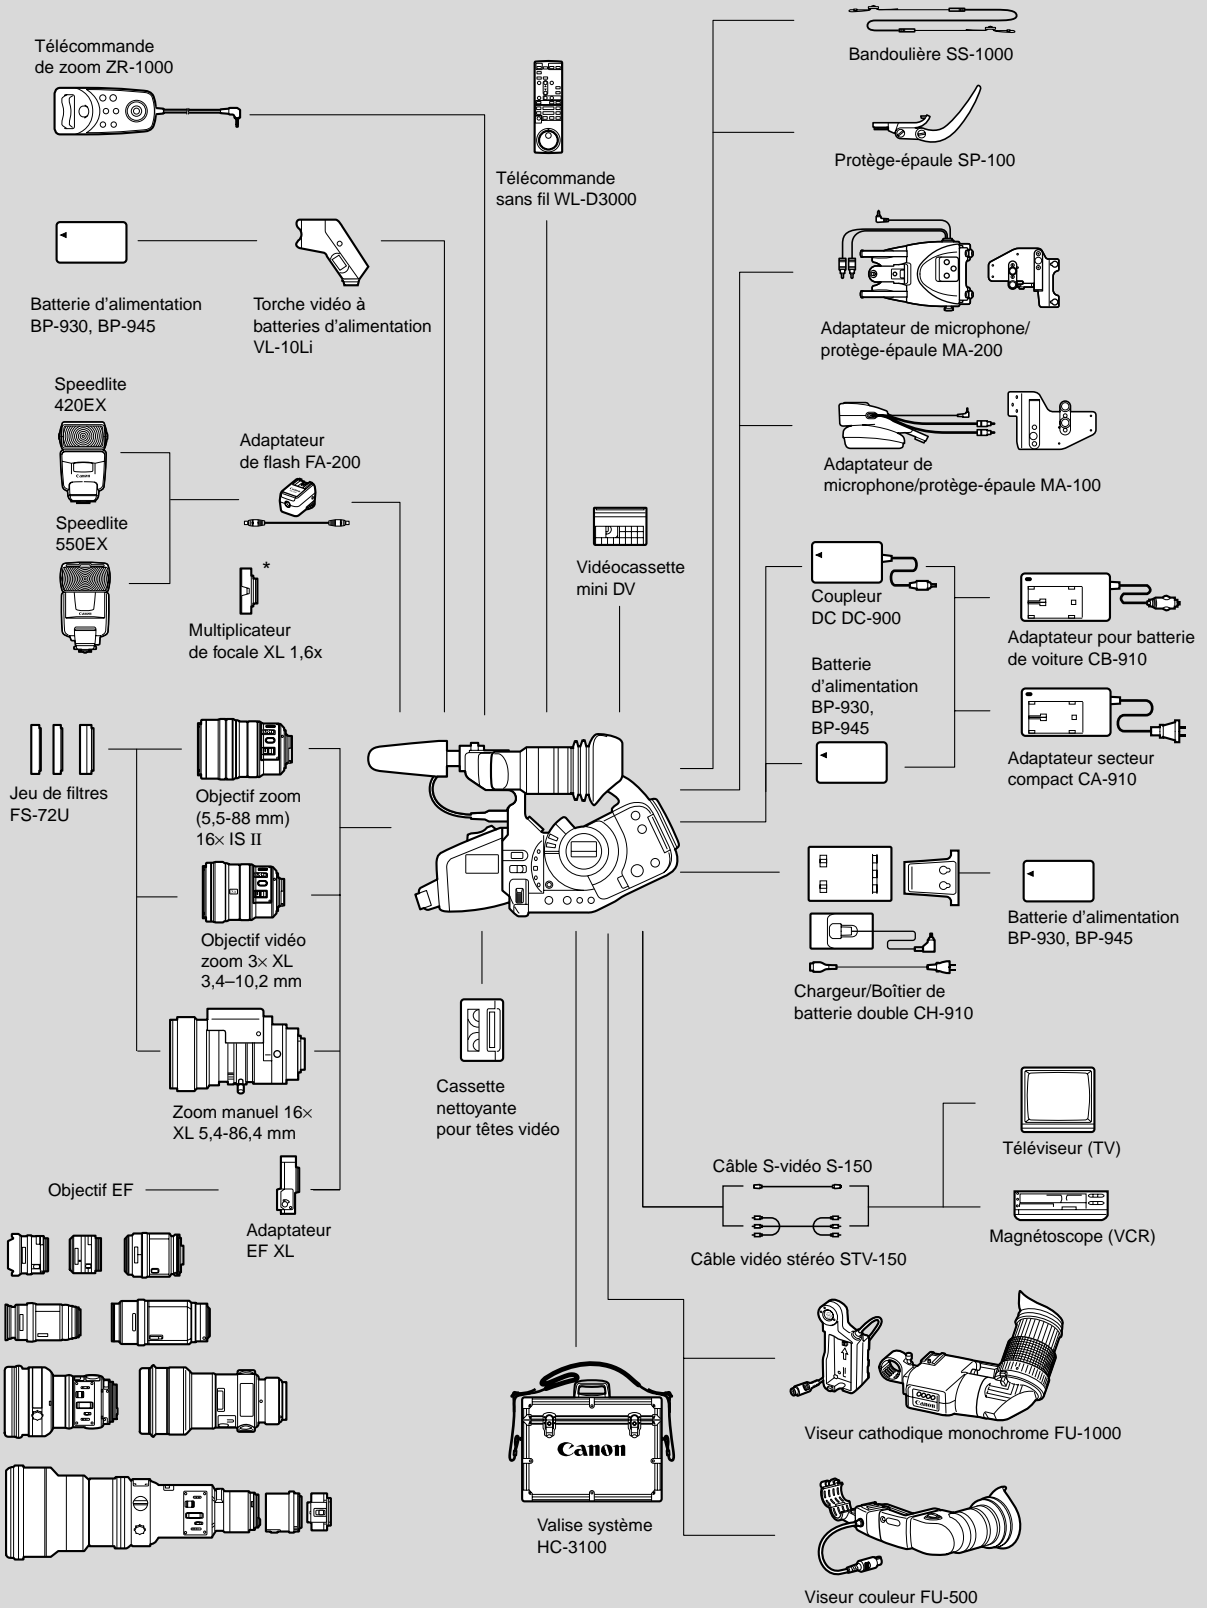 Télécommande
de zoom ZR-1000
Télécommande
sans fil WL-D3000
Bandoulière SS-1000
Protège-épaule SP-100
Batterie d'alimentation
BP-930, BP-945
Torche vidéo à
batteries d'alimentation
VL-10Li
Adaptateur de microphone/
protège-épaule MA-200
Speedlite
420EX
Canon
Adaptateur
de flash FA-200
Adaptateur de
microphone/protège-épaule MA-100
Speedlite
550EX
Canon
*
Multiplicateur
de focale XL 1,6x
Vidéocassette
mini DV
Coupleur
DC DC-900
Adaptateur pour batterie
de voiture CB-910
Batterie
d'alimentation
BP-930,
BP-945
Adaptateur secteur
compact CA-910
Jeu de filtres
FS-72U
Objectif zoom
(5,5-88 mm)
16× IS II
Objectif vidéo
zoom 3× XL
3,4–10,2 mm
Batterie d'alimentation
BP-930, BP-945
Chargeur/Boîtier de
batterie double CH-910
Cassette
nettoyante
pour têtes vidéo
Zoom manuel 16×
XL 5,4-86,4 mm
Téléviseur (TV)
Câble S-vidéo S-150
Objectif EF
Adaptateur
EF XL
Magnétoscope (VCR)
Câble vidéo stéréo STV-150
Canon
Viseur cathodique monochrome FU-1000
Canon
Valise système
HC-3100
Viseur couleur FU-500